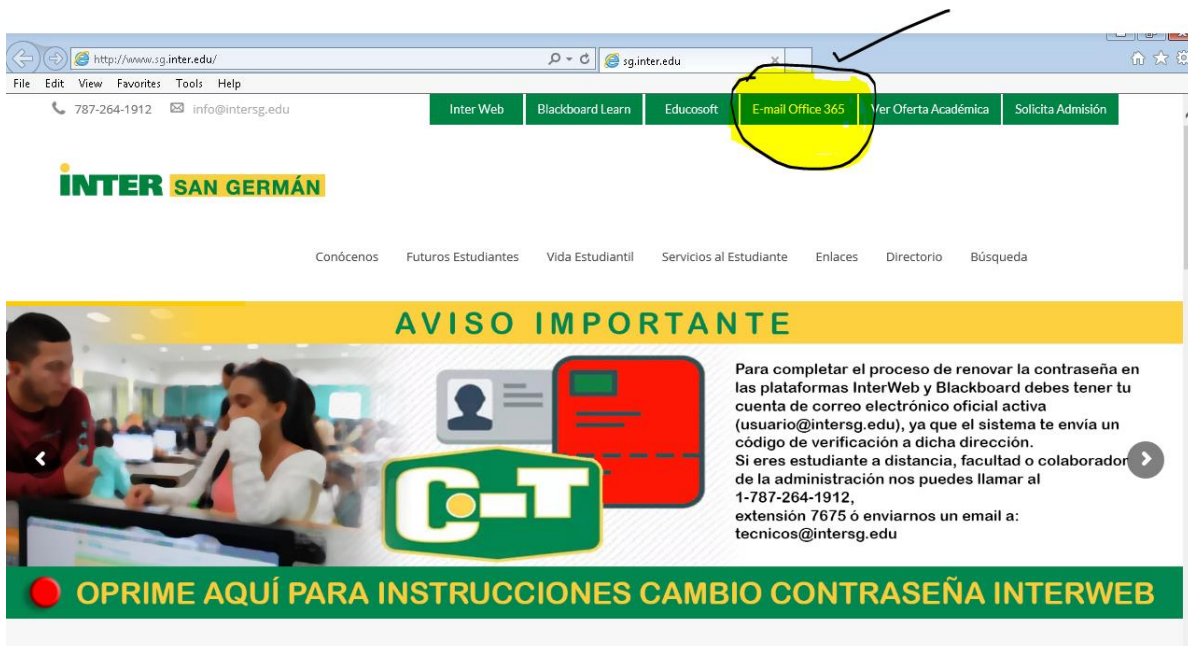 http://www.sg.inter.edu/
sg.inter.edu
File Edit View Favorites Tools Help
787-264-1912 info@intersg.edu
Inter Web Blackboard Learn Educosoft E-mail Office 365 Ver Oferta Académica Solicita Admisión
INTER SAN GERMÁN
Conócenos Futuros Estudiantes Vida Estudiantil Servicios al Estudiante Enlaces Directorio Búsqueda
AVISO IMPORTANTE
Para completar el proceso de renovar la contraseña en
las plataformas InterWeb y Blackboard debes tener tu
cuenta de correo electrónico oficial activa
(usuario@intersg.edu), ya que el sistema te envía un
código de verificación a dicha dirección.
Si eres estudiante a distancia, facultad o colaborador
de la administración nos puedes llamar al
1-787-264-1912,
extensión 7675 ó enviarnos un email a:
tecnicos@intersg.edu
C-IT
OPRIME AQUÍ PARA INSTRUCCIONES CAMBIO CONTRASEÑA INTERWEB